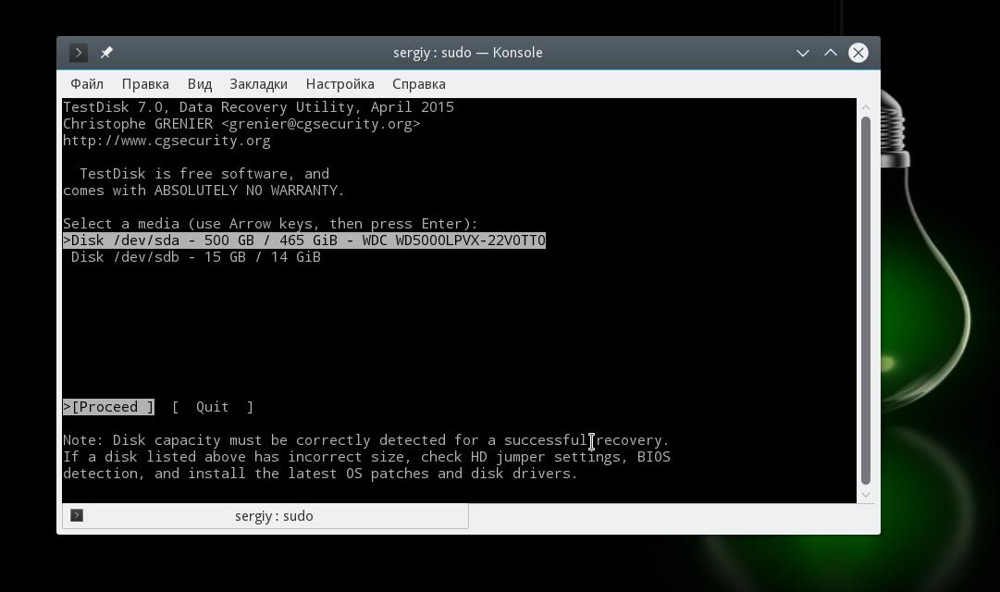 sergiy : sudo — Konsole
Файл Правка Вид Закладки Настройка Справка
TestDisk 7.0, Data Recovery Utility, April 2015
Christophe GRENIER <grenier@cgsecurity.org>
http://www.cgsecurity.org
TestDisk is free software, and
comes with ABSOLUTELY NO WARRANTY.
Select a media (use Arrow keys, then press Enter):
>Disk /dev/sda - 500 GB / 465 GiB - WDC WD5000LPVX-22V0TT0
Disk /dev/sdb - 15 GB / 14 GiB
>[Proceed ] [ Quit ]
Note: Disk capacity must be correctly detected for a successful recovery.
If a disk listed above has incorrect size, check HD jumper settings, BIOS
detection, and install the latest OS patches and disk drivers.
sergiy : sudo